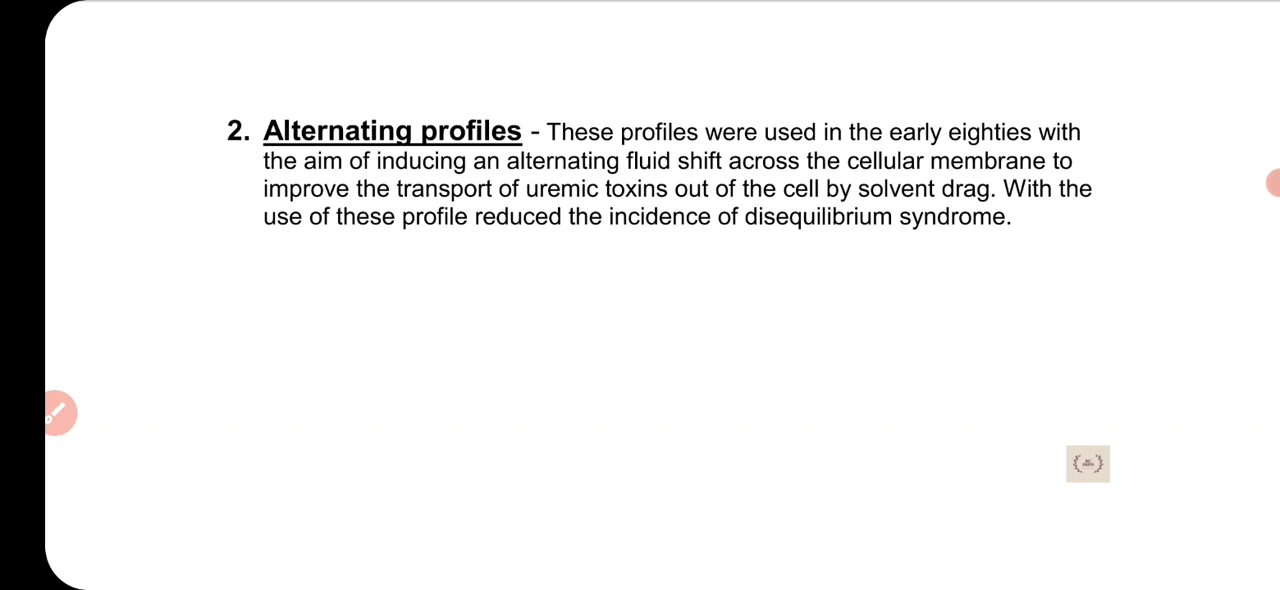 2. Alternating profiles - These profiles were used in the early eighties with
the aim of inducing an alternating fluid shift across the cellular membrane to
improve the transport of uremic toxins out of the cell by solvent drag. With the
use of these profile reduced the incidence of disequilibrium syndrome.